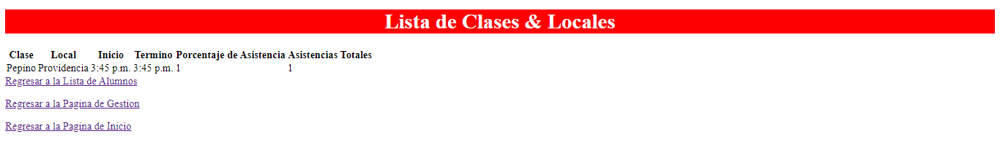 Lista de Clases & Locales
Clase Local Inicio Termino Porcentaje de Asistencia Asistencias Totales
Pepino Providencia 3:45 p.m. 3:45 p.m. 1 1
Regresar a la Lista de Alumnos
Regresar a la Pagina de Gestion
Regresar a la Pagina de Inicio